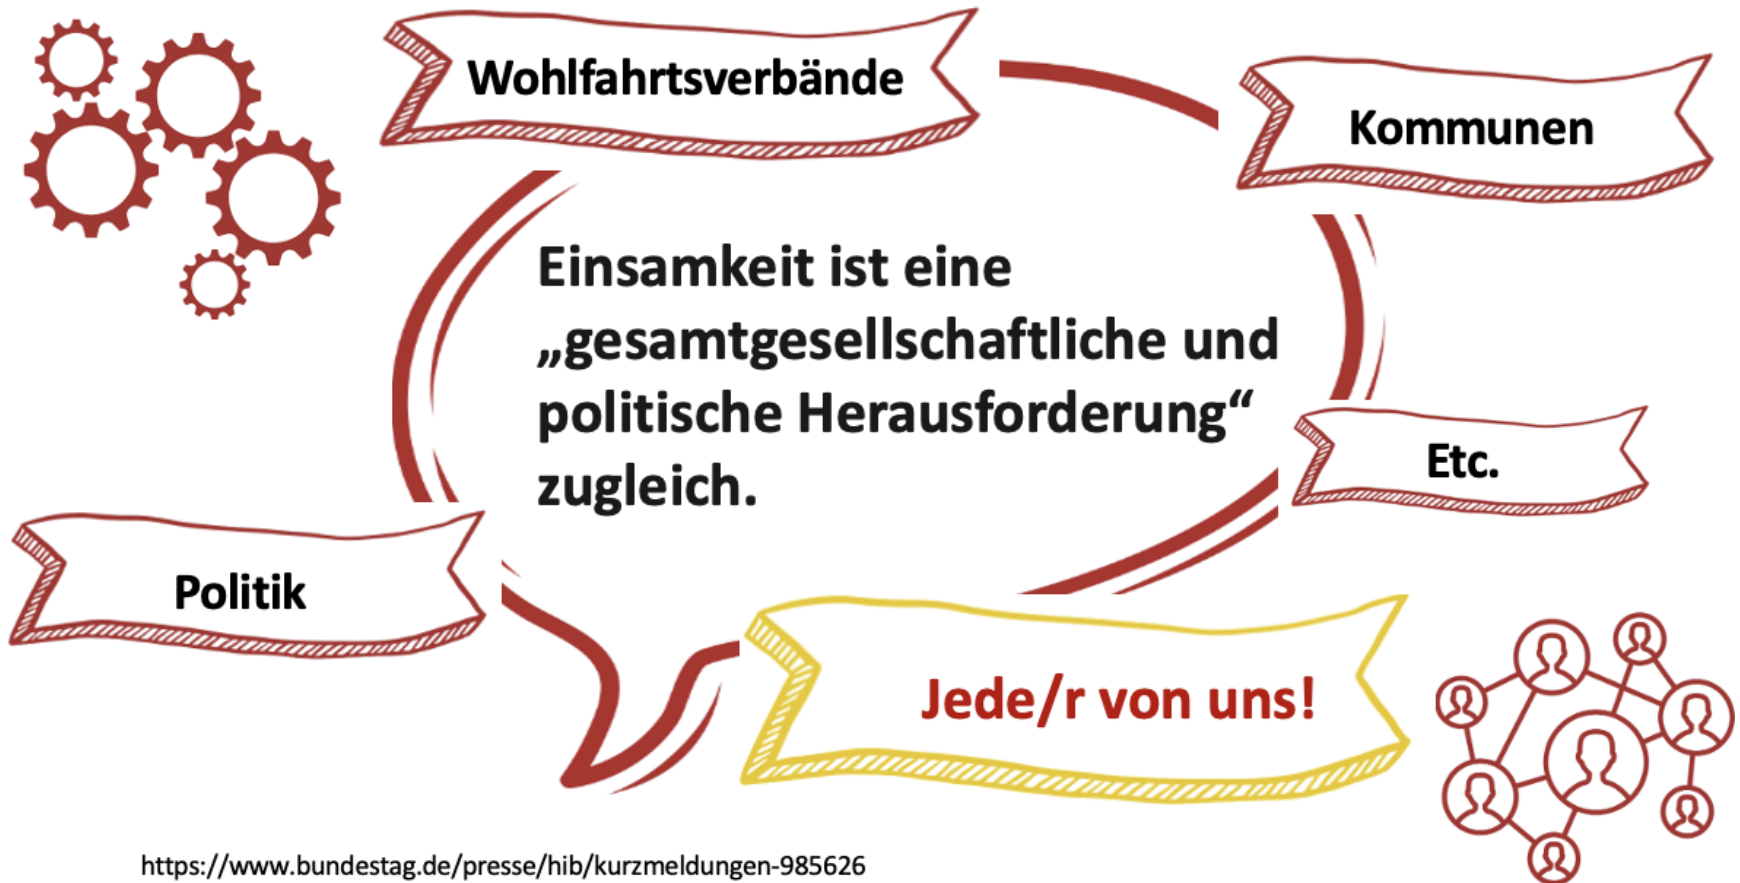 Wohlfahrtsverbände
Kommunen
Einsamkeit ist eine
„gesamtgesellschaftliche und
politische Herausforderung“
zugleich.
Etc.
Politik
Jede/r von uns!
https://www.bundestag.de/presse/hib/kurzmeldungen-985626